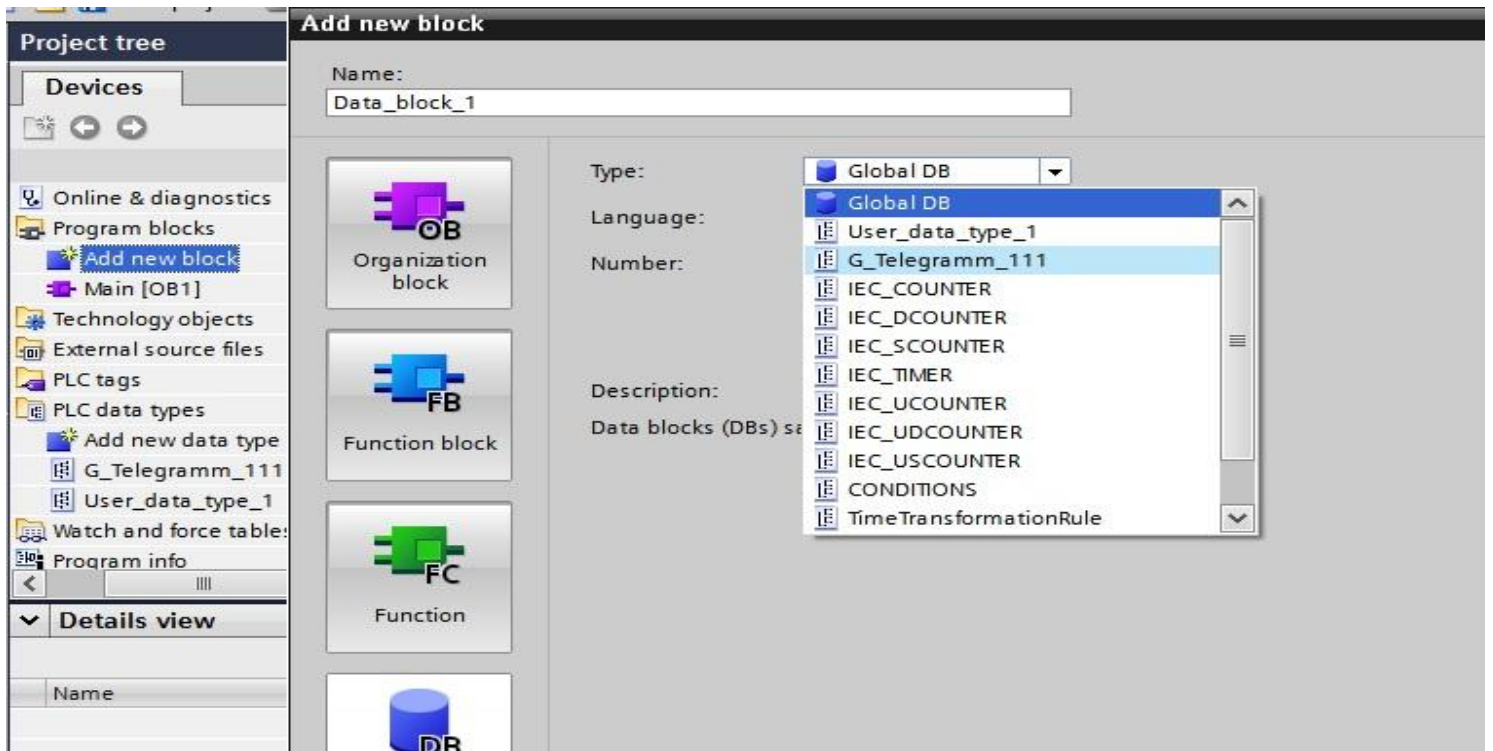 Project tree
Devices
Online & diagnostics
Program blocks
Add new block
Main [OB1]
Technology objects
External source files
PLC tags
PLC data types
Add new data type
G_Telegramm_111
User_data_type_1
Watch and force tables
Program info
Details view
Name
Add new block
Name:
Data_block_1
OB
Organization
block
FB
Function block
FC
Function
DB
Type:
Global DB
Language:
Number:
Description:
Data blocks (DBs) sa
Global DB
User_data_type_1
G_Telegramm_111
IEC_COUNTER
IEC_DCOUNTER
IEC_SCOUNTER
IEC_TIMER
IEC_UCOUNTER
IEC_UDCOUNTER
IEC_USCOUNTER
CONDITIONS
TimeTransformationRule